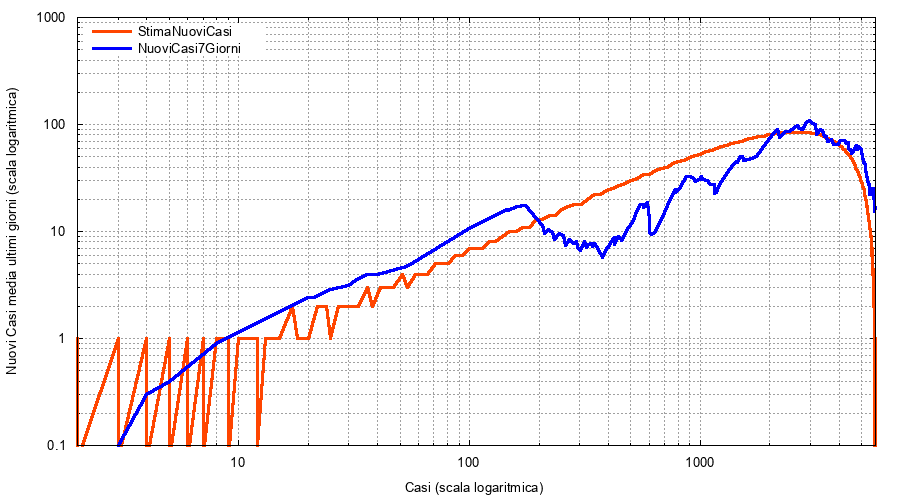 1000
StimaNuoviCasi
NuoviCasi7Giorni
100
10
1
0.1
Nuovi Casi media ultimi giorni (scala logaritmica)
10
100
1000
Casi (scala logaritmica)